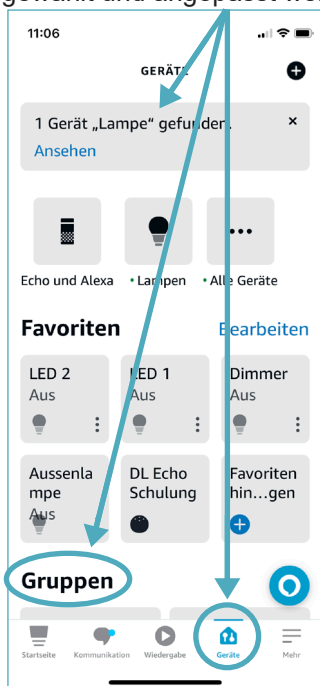 gewählt und angepasst we
11:06
GERÄTE
1 Gerät „Lampe“ gefunden.
×
Ansehen
Echo und Alexa
• Lampen
• Alle Geräte
Favoriten
Bearbeiten
LED 2
Aus
LED 1
Aus
Dimmer
Aus
Aussenla
mpe
Aus
DL Echo
Schulung
Favoriten
hin...gen
Gruppen
Startseite
Kommunikation
Wiedergabe
Geräte
Mehr